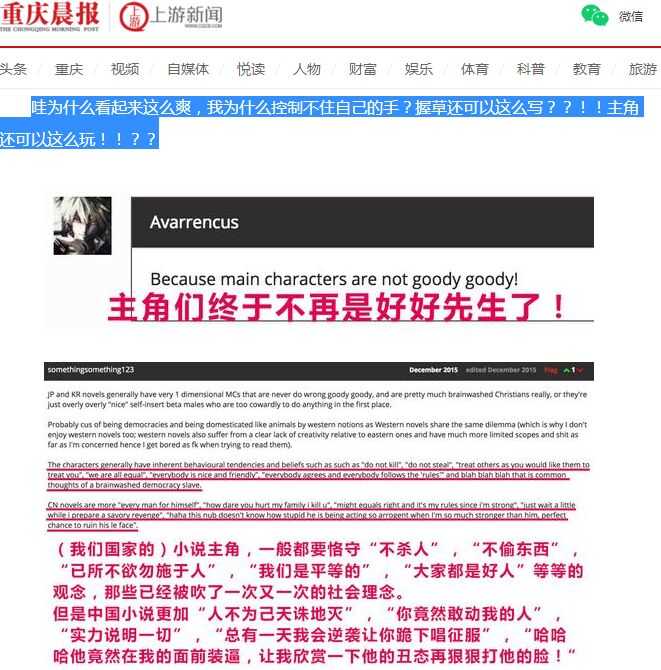 重庆晨报
THE CHONGQING MORNING POST
上游
上游新闻
WWW.CQCB.COM
微信
头条 重庆 视频 自媒体 悦读 人物 财富 娱乐 体育 科普 教育 旅游
哇为什么看起来这么爽，我为什么控制不住自己的手？握草还可以这么写？？！！主角
还可以这么玩！！？？
Avarrencus
Because main characters are not goody goody!
主角们终于不再是好好先生了！
somethingsomething123 December 2015 edited December 2015 Flag 1
JP and KR novels generally have very 1 dimensional MCs that are never do wrong goody goody, and are pretty much brainwashed Christians really, or they're
just overly overly "nice" self-insert beta males who are too cowardly to do anything in the first place.
Probably cus of being democracies and being domesticated like animals by western notions as Western novels share the same dilemma (which is why I don't
enjoy western novels too; western novels also suffer from a clear lack of creativity relative to eastern ones and have much more limited scopes and shit as
far as I'm concerned hence I get bored as fk when trying to read them).
The characters generally have inherent behavioural tendencies and beliefs such as such as "do not kill", "do not steal", "treat others as you would like them to
treat you", "we are all equal", "everybody is nice and friendly", "everybody agrees and everybody follows the 'rules'" and blah blah blah that is common
thoughts of a brainwashed democracy slave.
CN novels are more "every man for himself", "how dare you hurt my family i kill u", "might equals right and it's my rules since i'm strong", "just wait a little
while i prepare a savory revenge", "haha this nub doesn't know how stupid he is being acting so arrogent when I'm so much stronger than him, perfect
chance to ruin his le face".
（我们国家的）小说主角，一般都要恪守“不杀人”，“不偷东西”，
“已所不欲勿施于人”，“我们是平等的”，“大家都是好人”等等的
观念，那些已经被吹了一次又一次的社会理念。
但是中国小说更加“人不为己天诛地灭”，“你竟然敢动我的人”，
“实力说明一切”，“总有一天我会逆袭让你跪下唱征服”，“哈哈
哈他竟然在我的面前装逼，让我欣赏一下他的丑态再狠狠打他的脸！”